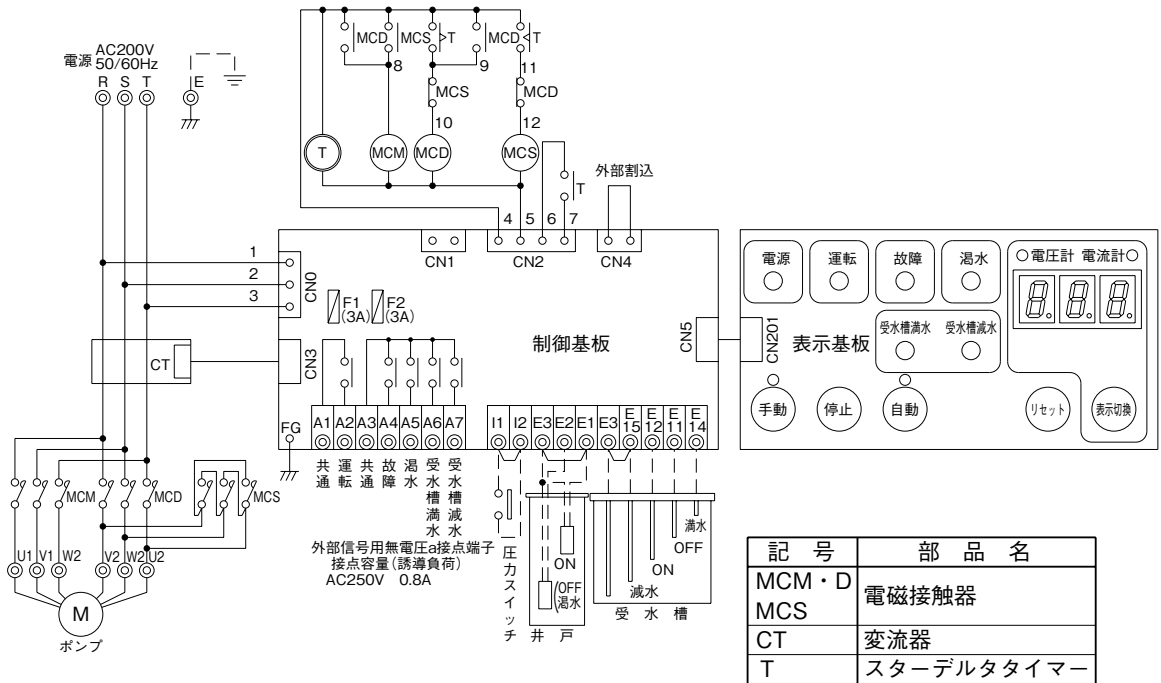 MCD MCS T MCD T
8 9 11
MCS MCD
10 12
T MCM MCD MCS
T
外部割込
4 5 6 7
電源 AC200V
50/60Hz
R S T E
1
2
3
CN0
CN1 CN2 CN4
F1
(3A)
F2
(3A)
制御基板
CN5
CN3
CT
FG
A1 A2 A3 A4 A5 A6 A7
共通 運転 共通 故障 渇水 受水槽満水 受水槽減水
外部信号用無電圧a接点端子
接点容量(誘導負荷)
AC250V 0.8A
I1 I2 E3 E2 E1 E3 E15 E12 E11 E14
圧力スイッチ
ON
(OFF
渇水
井戸
満水
OFF
ON
減水
受水槽
MCM MCD MCS
U1 V1 W2 V2 W2 U2
M
ポンプ
CN201
表示基板
電源 運転 故障 渇水
受水槽満水 受水槽減水
手動 停止 自動
電圧計 電流計
8.8.8
リセット 表示切換
記号 部品名
MCM・D
MCS
電磁接触器
CT 変流器
T スターデルタタイマー